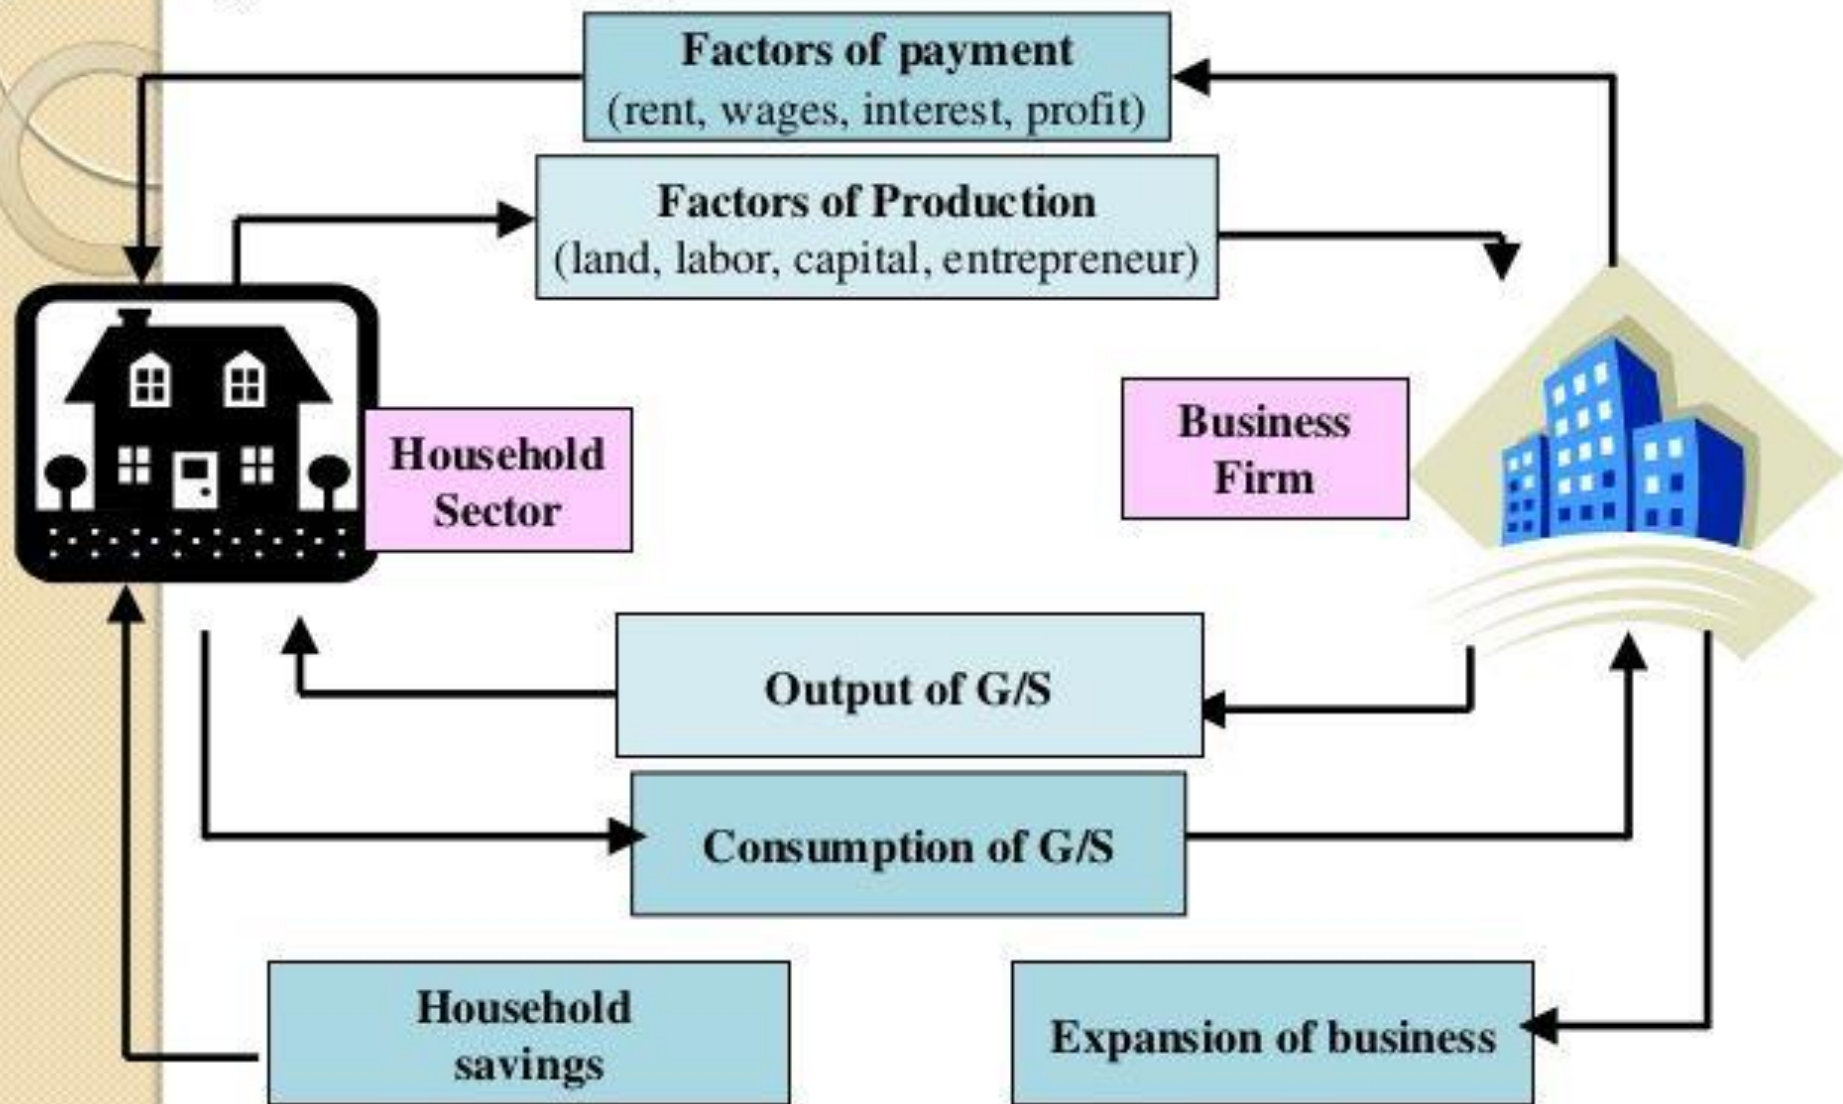 Factors of payment
(rent, wages, interest, profit)
Factors of Production
(land, labor, capital, entrepreneur)
Household
Sector
Business
Firm
Output of G/S
Consumption of G/S
Household
savings
Expansion of business